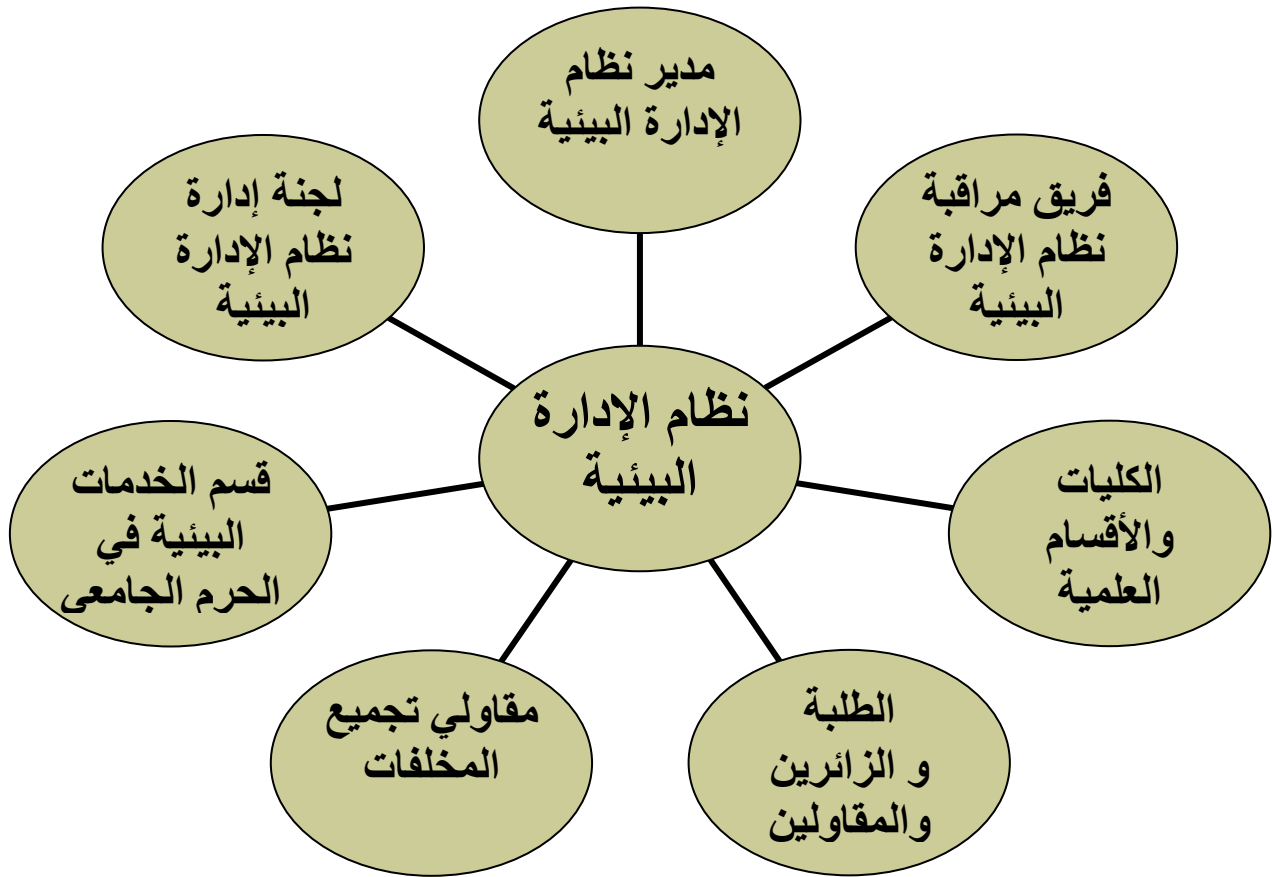 مدير نظام
الإدارة البيئية
فريق مراقبة
نظام الإدارة
البيئية
لجنة إدارة
نظام الإدارة
البيئية
نظام الإدارة
البيئية
الكليات
والأقسام
العلمية
قسم الخدمات
البيئية في
الحرم الجامعي
الطلبة
و الزائرين
والمقاولين
مقاولي تجميع
المخلفات